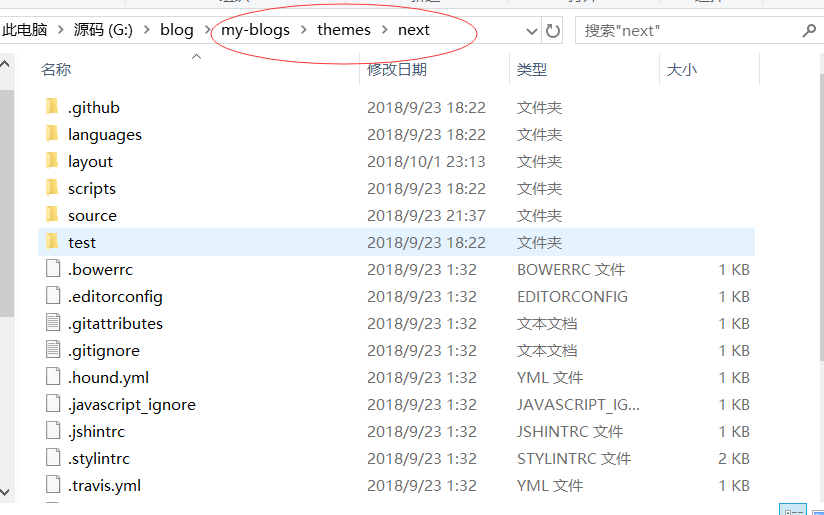 此电脑 > 源码 (G:) > blog > my-blogs > themes > next 搜索"next"
名称 修改日期 类型 大小
.github 2018/9/23 18:22 文件夹
languages 2018/9/23 18:22 文件夹
layout 2018/10/1 23:13 文件夹
scripts 2018/9/23 18:22 文件夹
source 2018/9/23 21:37 文件夹
test 2018/9/23 18:22 文件夹
.bowerrc 2018/9/23 1:32 BOWERRC 文件 1 KB
.editorconfig 2018/9/23 1:32 EDITORCONFIG 1 KB
.gitattributes 2018/9/23 1:32 文本文档 1 KB
.gitignore 2018/9/23 1:32 文本文档 1 KB
.hound.yml 2018/9/23 1:32 YML 文件 1 KB
.javascript_ignore 2018/9/23 1:32 JAVASCRIPT_IG... 1 KB
.jshintrc 2018/9/23 1:32 JSHINTRC 文件 1 KB
.stylintrc 2018/9/23 1:32 STYLINTRC 文件 2 KB
.travis.yml 2018/9/23 1:32 YML 文件 1 KB